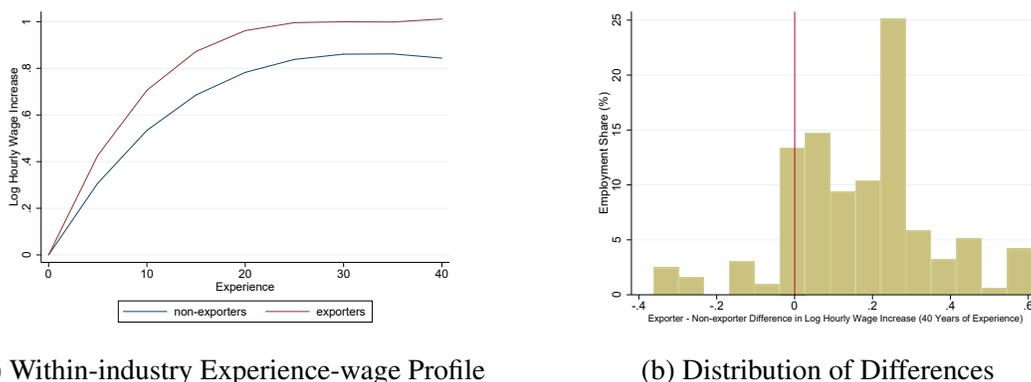 Log Hourly Wage Increase
1
.8
.6
.4
.2
0
0 10 20 30 40
Experience
non-exporters exporters
) Within-industry Experience-wage Profile
Employment Share (%)
25
20
15
10
5
0
-.4 -.2 0 .2 .4 .6
Exporter - Non-exporter Difference in Log Hourly Wage Increase (40 Years of Experience)
(b) Distribution of Differences